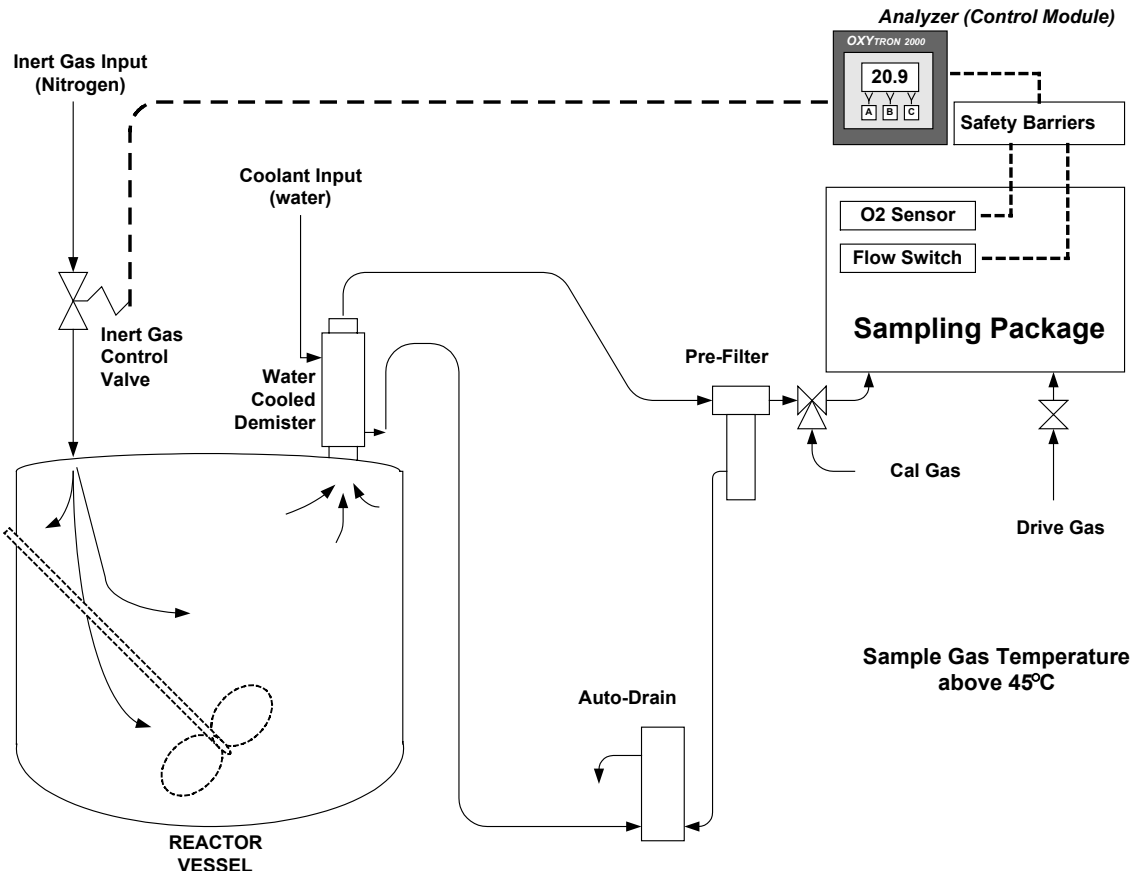 Analyzer (Control Module)
OXYTRON 2000
20.9
A B C
Inert Gas Input
(Nitrogen)
Safety Barriers
Coolant Input
(water)
O2 Sensor
Flow Switch
Sampling Package
Inert Gas
Control
Valve
Water
Cooled
Demister
Pre-Filter
Cal Gas
Drive Gas
Sample Gas Temperature
above 45°C
Auto-Drain
REACTOR
VESSEL